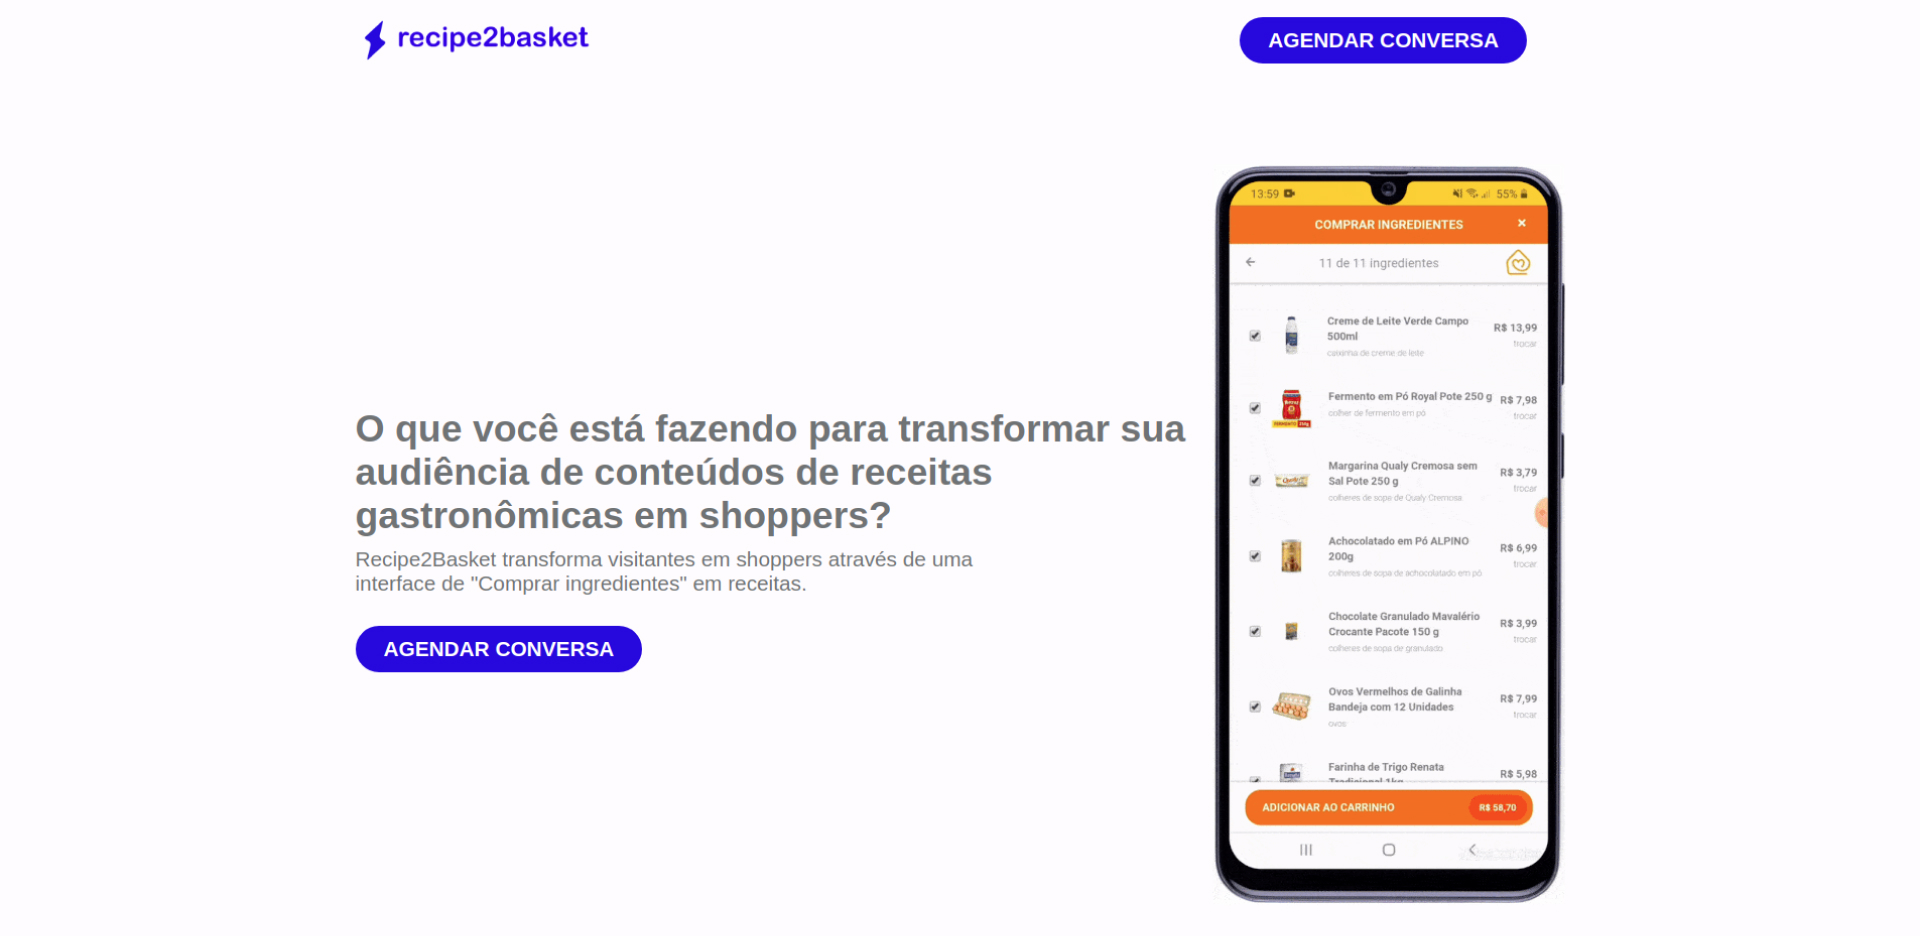 recipe2basket
AGENDAR CONVERSA
O que você está fazendo para transformar sua
audiência de conteúdos de receitas
gastronômicas em shoppers?
Recipe2Basket transforma visitantes em shoppers através de uma
interface de "Comprar ingredientes" em receitas.
AGENDAR CONVERSA
13:59
55%
COMPRAR INGREDIENTES
11 de 11 ingredientes
Creme de Leite Verde Campo
500ml
R$ 13,99
caixinha de creme de leite
trocar
Fermento em Pó Royal Pote 250 g
R$ 7,98
colher de fermento em pó
trocar
Margarina Qualy Cremosa sem
Sal Pote 250 g
R$ 3,79
colheres de sopa de Qualy Cremosa
trocar
Achocolatado em Pó ALPINO
200g
R$ 6,99
colheres de sopa de achocolatado em pó
trocar
Chocolate Granulado Mavalério
Crocante Pacote 150 g
R$ 3,99
colheres de sopa de granulado
trocar
Ovos Vermelhos de Galinha
Bandeja com 12 Unidades
R$ 7,99
ovos
trocar
Farinha de Trigo Renata
Tradicional 1kg
R$ 5,98
ADICIONAR AO CARRINHO
R$ 58,70